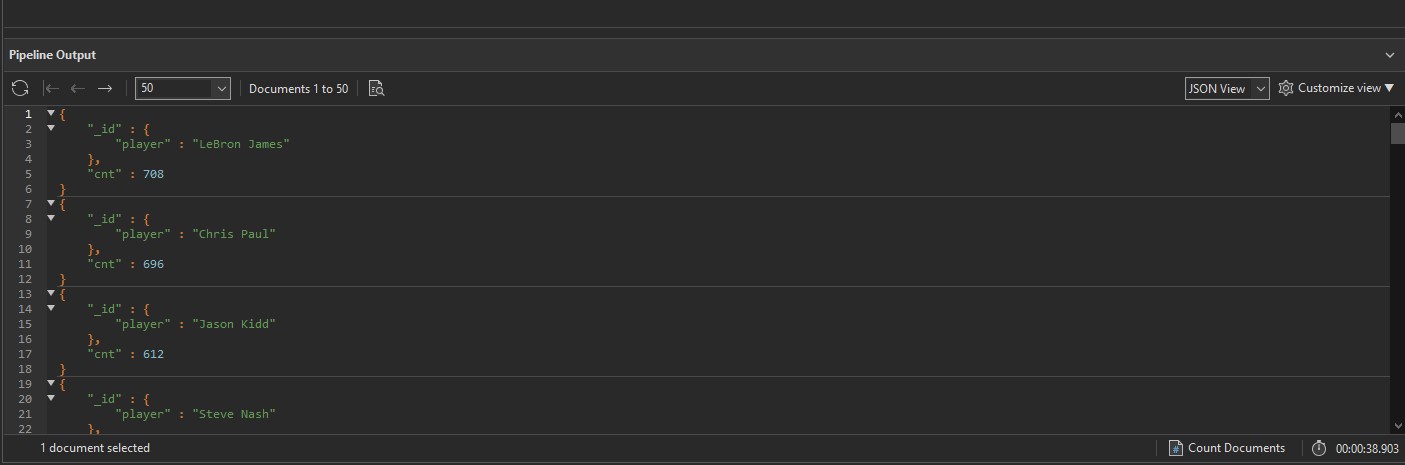 Pipeline Output
50 Documents 1 to 50 JSON View Customize view
1 {
2 "_id" : {
3 "player" : "LeBron James"
4 },
5 "cnt" : 708
6 }
7 {
8 "_id" : {
9 "player" : "Chris Paul"
10 },
11 "cnt" : 696
12 }
13 {
14 "_id" : {
15 "player" : "Jason Kidd"
16 },
17 "cnt" : 612
18 }
19 {
20 "_id" : {
21 "player" : "Steve Nash"
22 },
1 document selected Count Documents 00:00:38.903